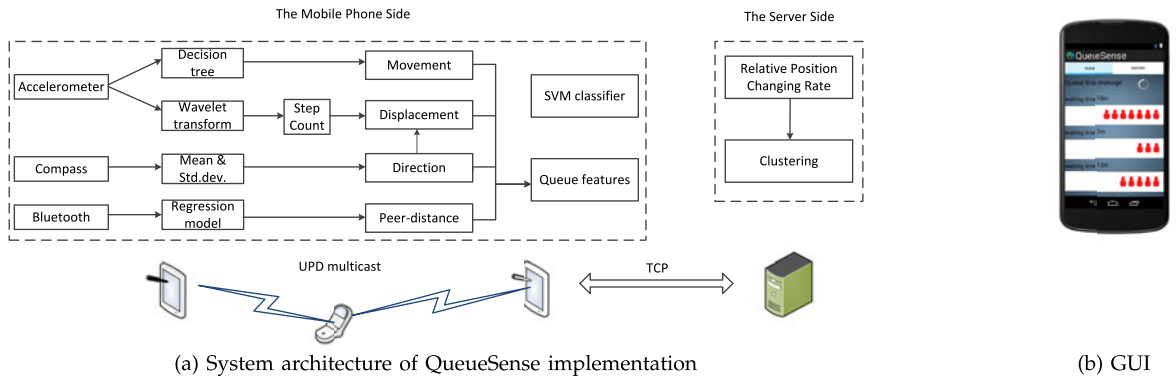 The Mobile Phone Side
The Server Side
Accelerometer
Decision
tree
Movement
Wavelet
transform
Step
Count
Displacement
SVM classifier
Compass
Mean &
Std.dev.
Direction
Queue features
Bluetooth
Regression
model
Peer-distance
Relative Position
Changing Rate
Clustering
UPD multicast
TCP
QueueSense
(a) System architecture of QueueSense implementation
(b) GUI